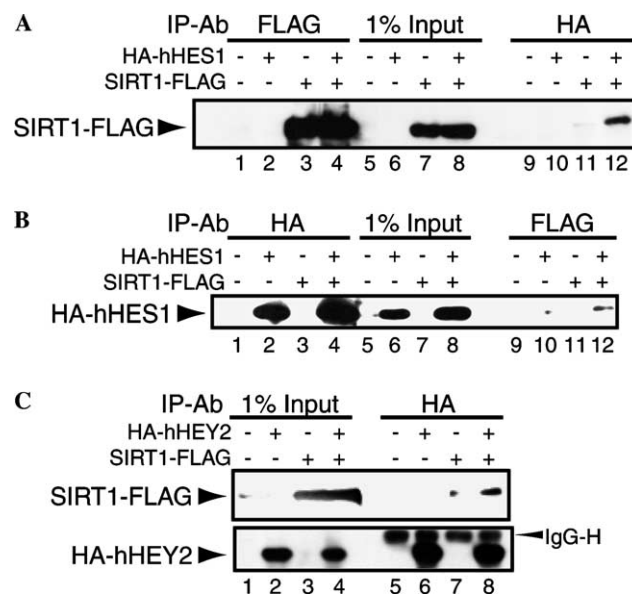 A
IP-Ab FLAG 1% Input HA
HA-hHES1 - + - + - + - + - + - +
SIRT1-FLAG - - + + - - + + - - + +
SIRT1-FLAG
1 2 3 4 5 6 7 8 9 10 11 12
B
IP-Ab HA 1% Input FLAG
HA-hHES1 - + - + - + - + - + - +
SIRT1-FLAG - - + + - - + + - - + +
HA-hHES1
1 2 3 4 5 6 7 8 9 10 11 12
C
IP-Ab 1% Input HA
HA-hHEY2 - + - + - + - +
SIRT1-FLAG - - + + - - + +
SIRT1-FLAG
IgG-H
HA-hHEY2
1 2 3 4 5 6 7 8